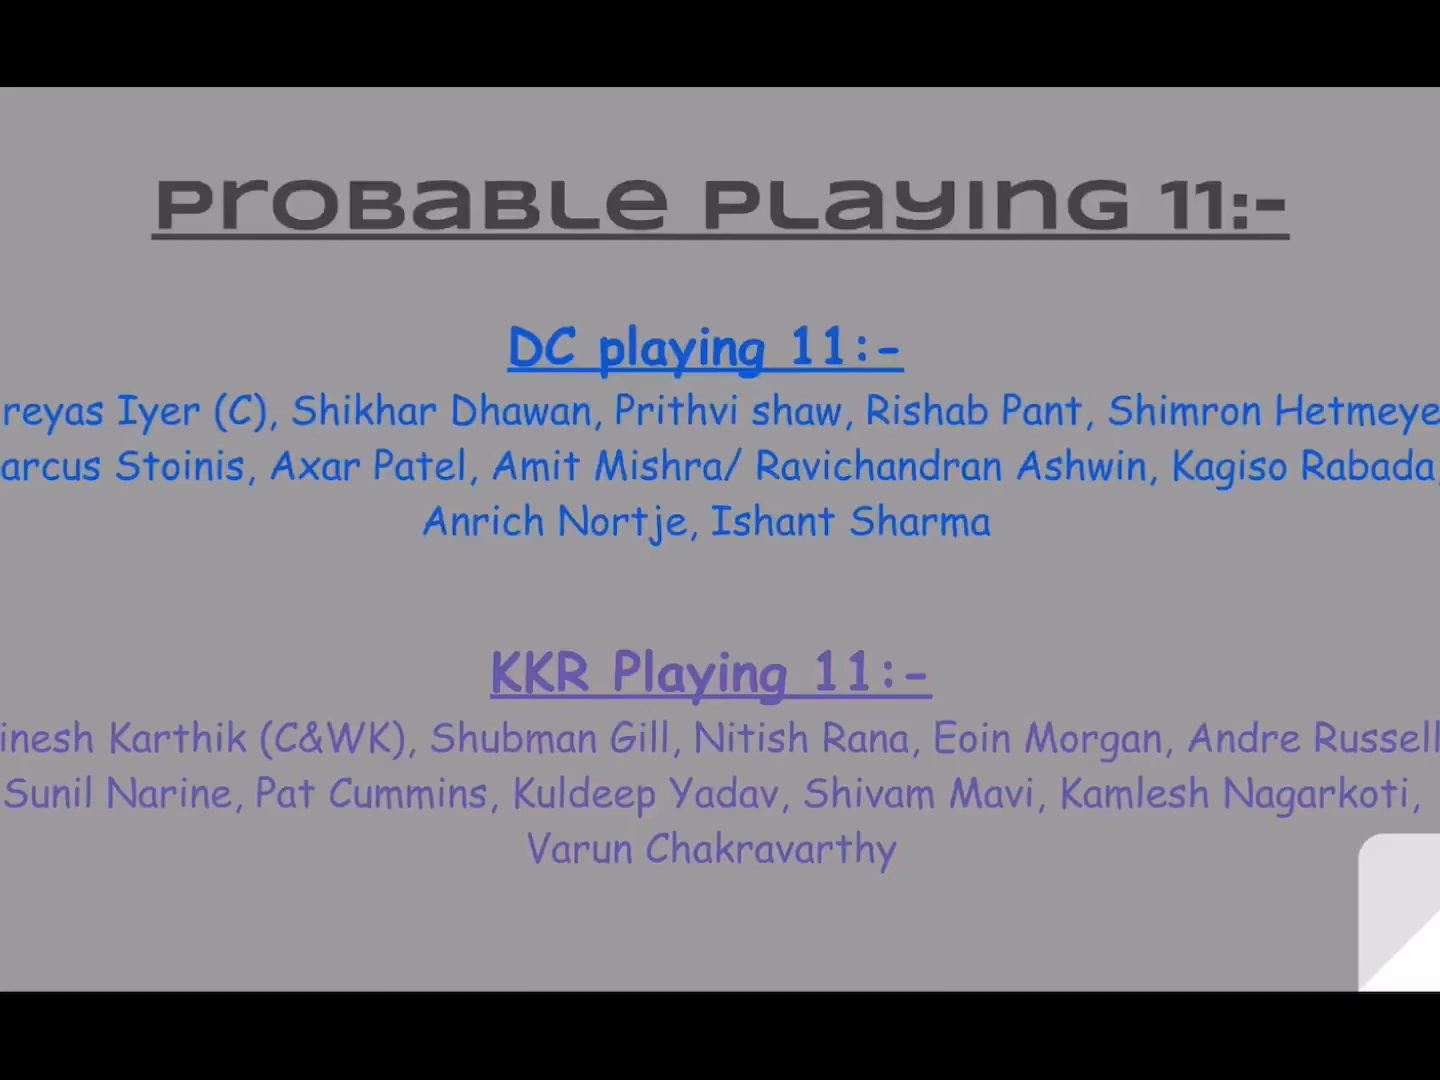 PROBABLE PLAYING 11:-
DC playing 11:-
reyas Iyer (C), Shikhar Dhawan, Prithvi shaw, Rishab Pant, Shimron Hetmeye
arcus Stoinis, Axar Patel, Amit Mishra/ Ravichandran Ashwin, Kagiso Rabada,
Anrich Nortje, Ishant Sharma
KKR Playing 11:-
inesh Karthik (C&WK), Shubman Gill, Nitish Rana, Eoin Morgan, Andre Russell
Sunil Narine, Pat Cummins, Kuldeep Yadav, Shivam Mavi, Kamlesh Nagarkoti,
Varun Chakravarthy